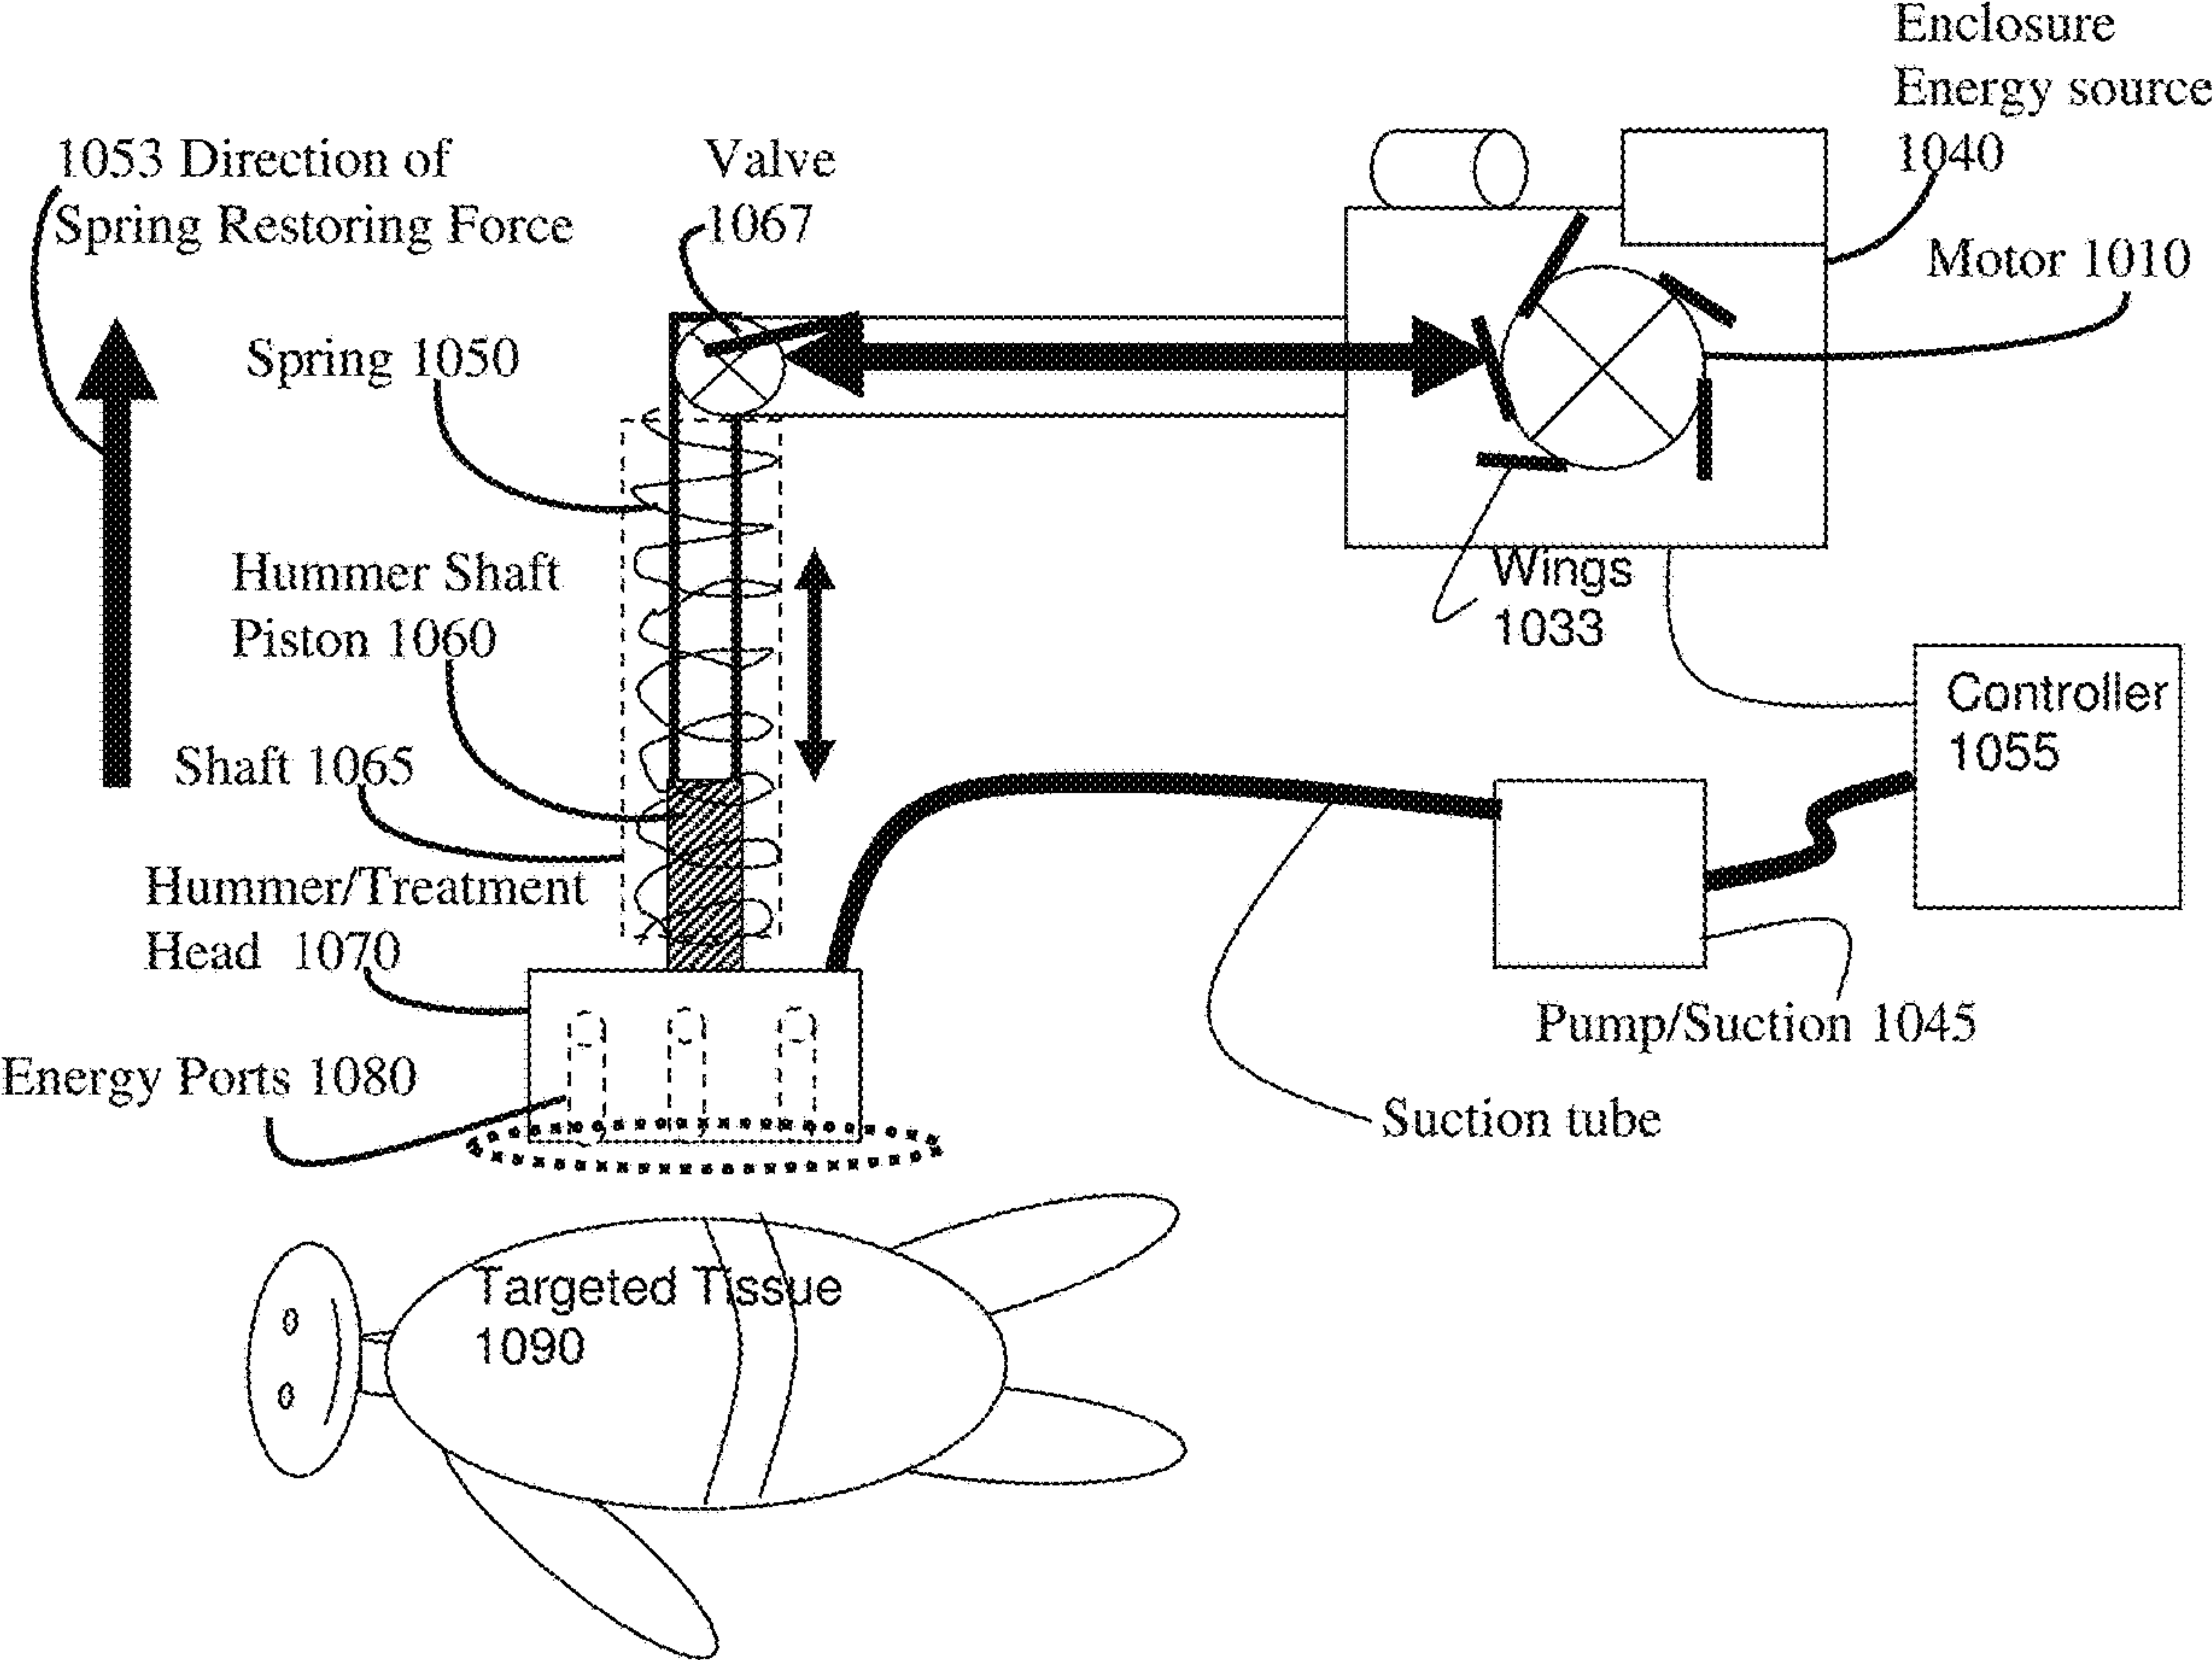 Enclosure
Energy source
1040
1053 Direction of
Spring Restoring Force
Valve
1067
Motor 1010
Spring 1050
Hummer Shaft
Piston 1060
Wings
1033
Controller
1055
Shaft 1065
Hummer/Treatment
Head 1070
Pump/Suction 1045
Energy Ports 1080
Suction tube
Targeted Tissue
1090